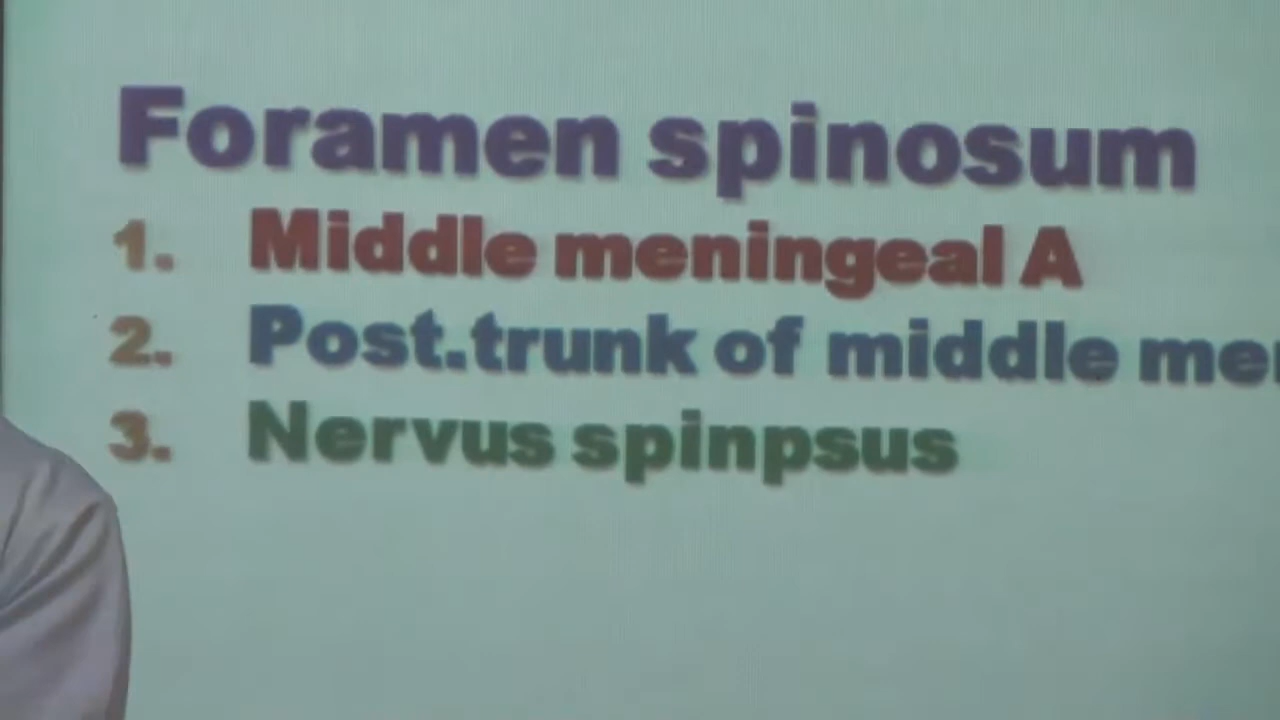 Foramen spinosum
1. Middle meningeal A
2. Post.trunk of middle
3. Nervus spinpsus